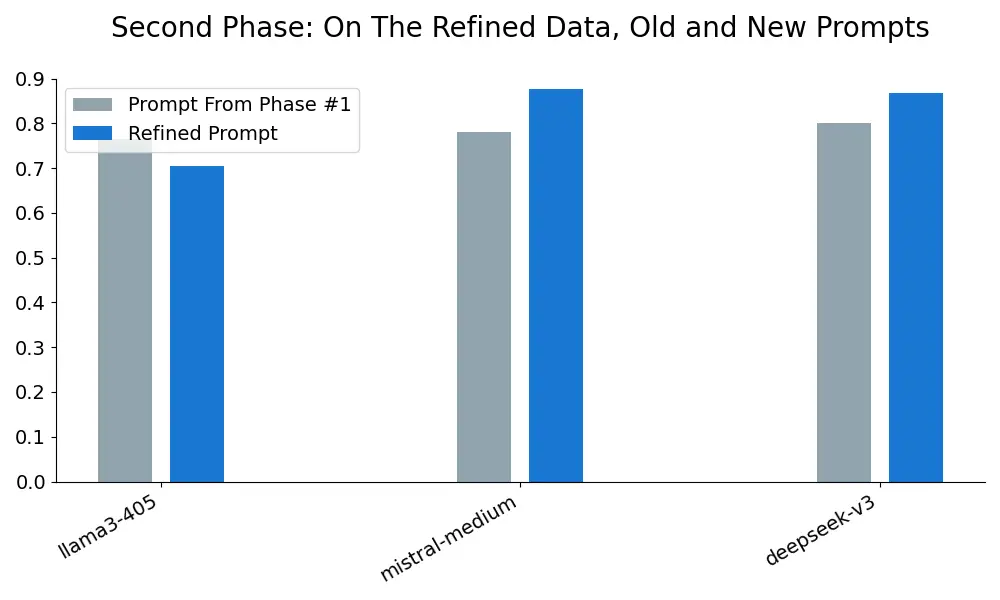 Second Phase: On The Refined Data, Old and New Prompts
0.9
0.8
0.7
0.6
0.5
0.4
0.3
0.2
0.1
0.0
Prompt From Phase #1
Refined Prompt
llama3-405
mistral-medium
deepseek-v3